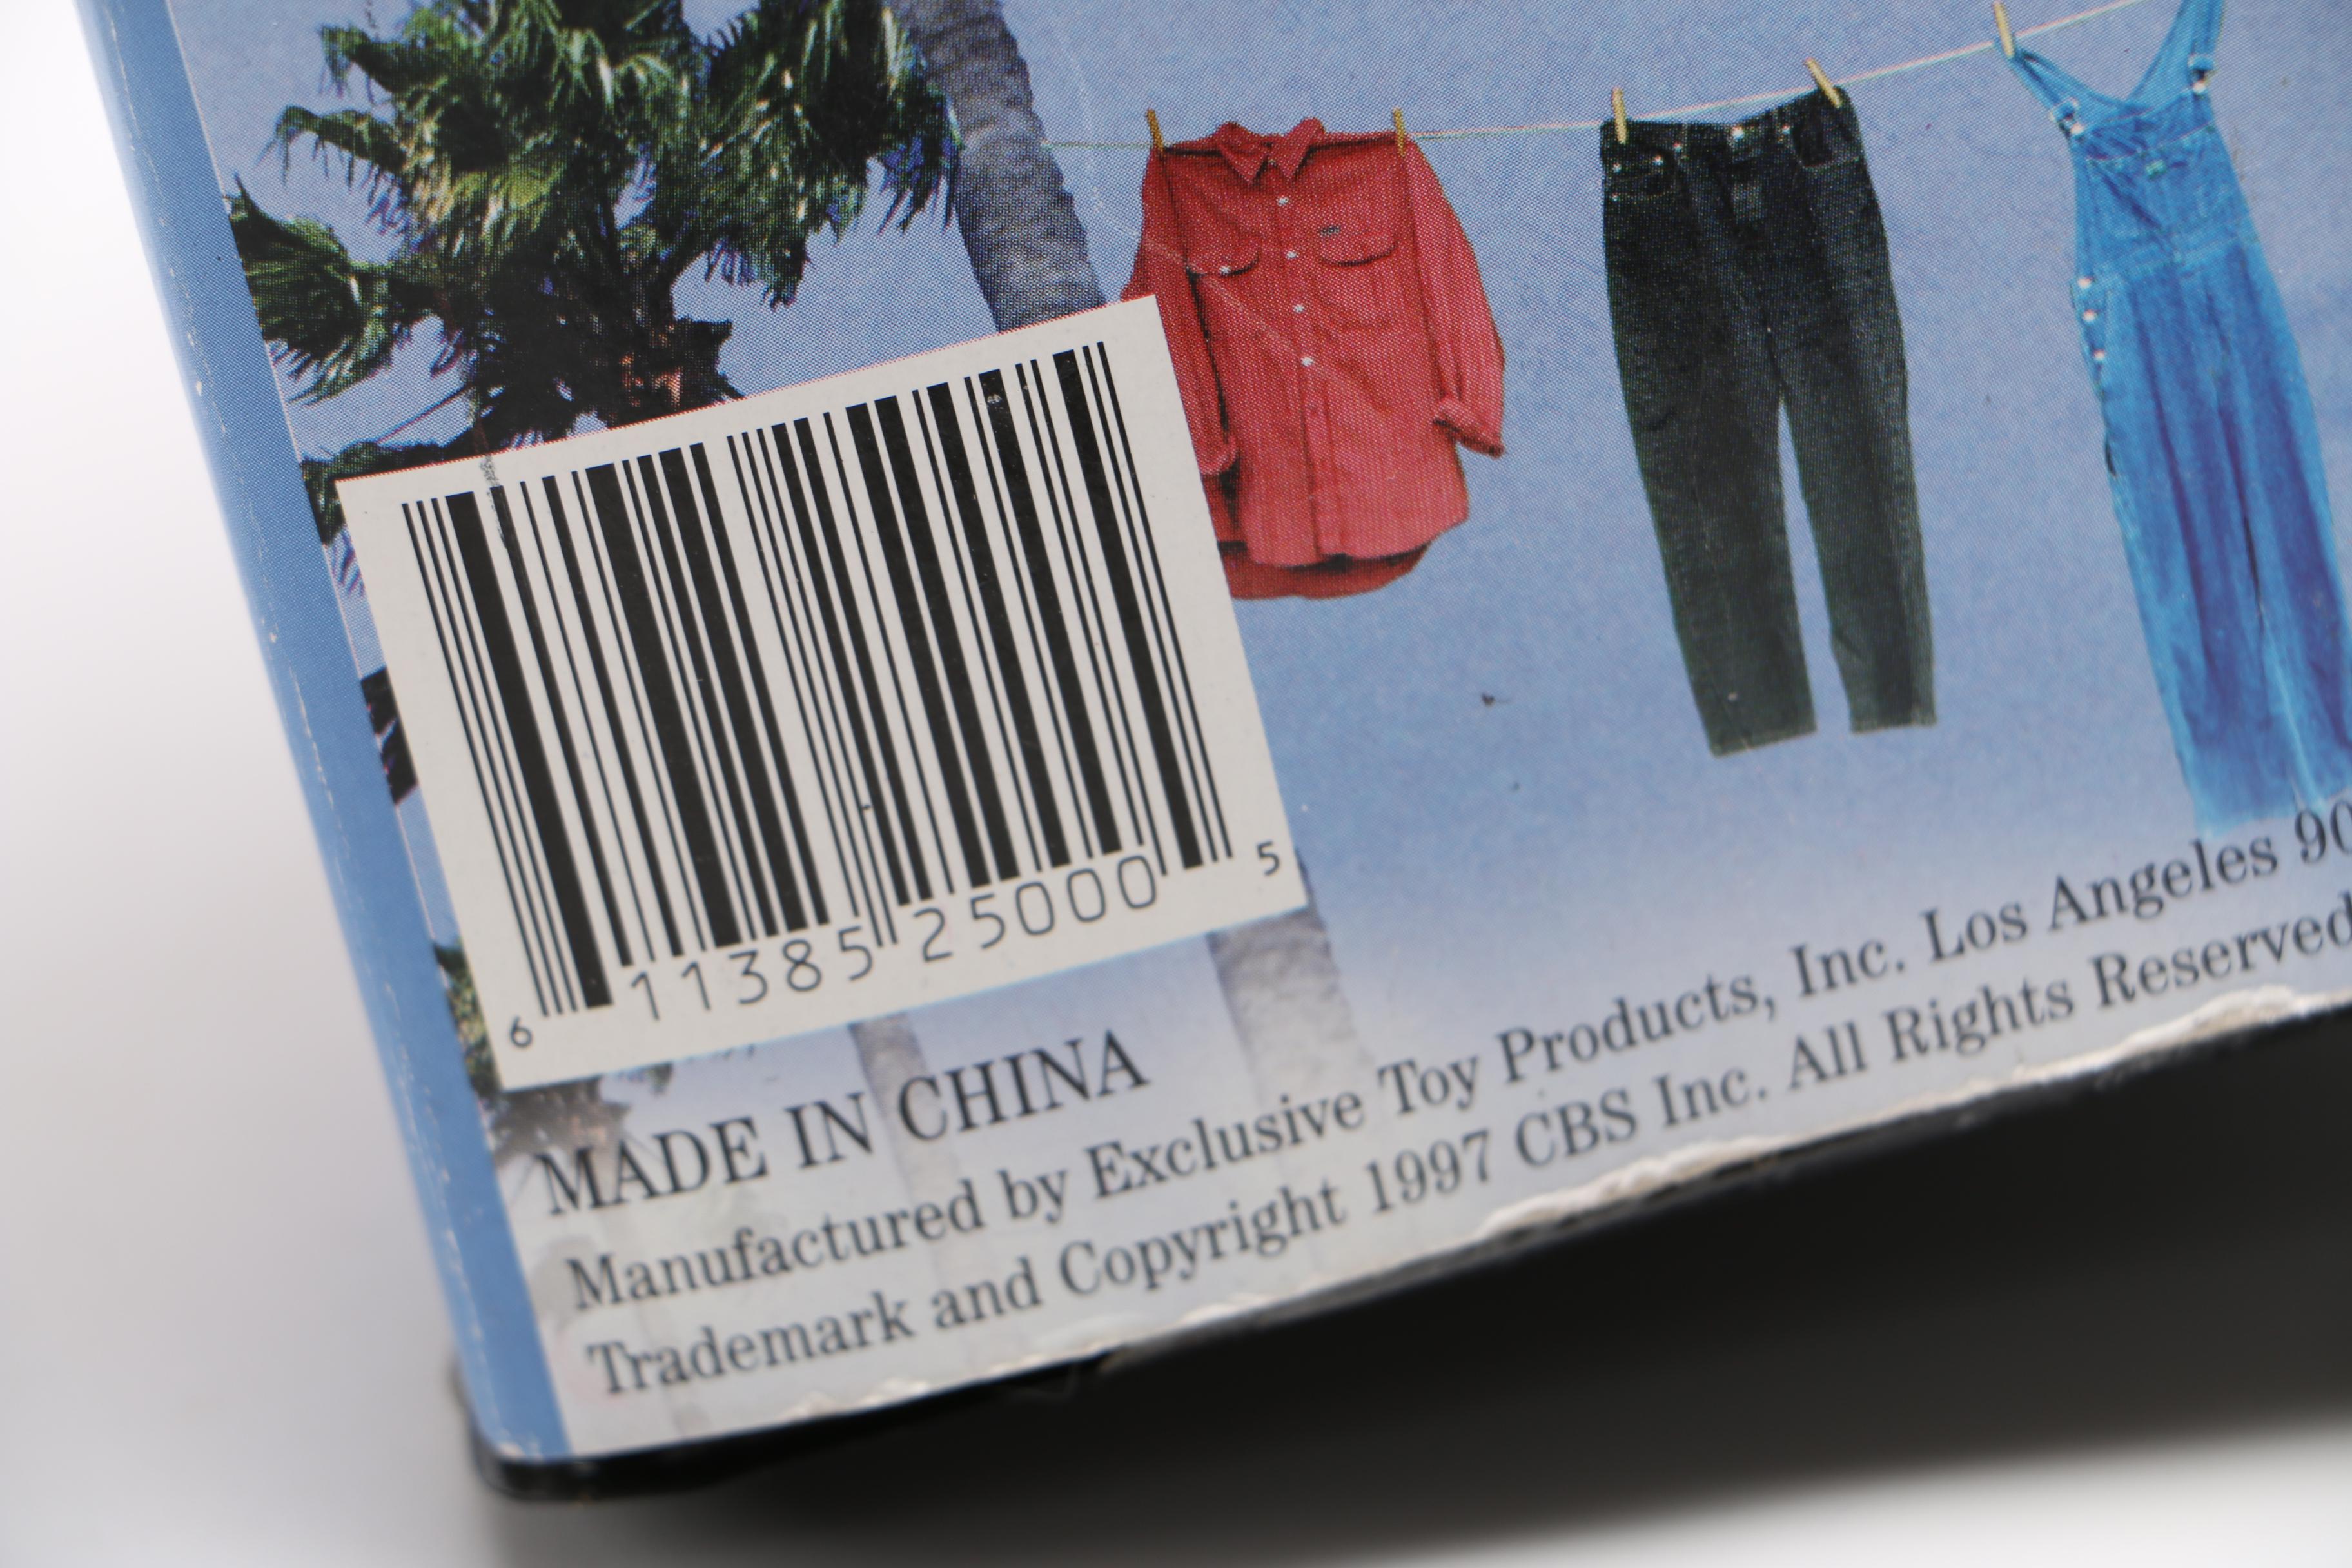 6 11385 25000 5
MADE IN CHINA
Manufactured by Exclusive Toy Products, Inc. Los Angeles 90
Trademark and Copyright 1997 CBS Inc. All Rights Reserved